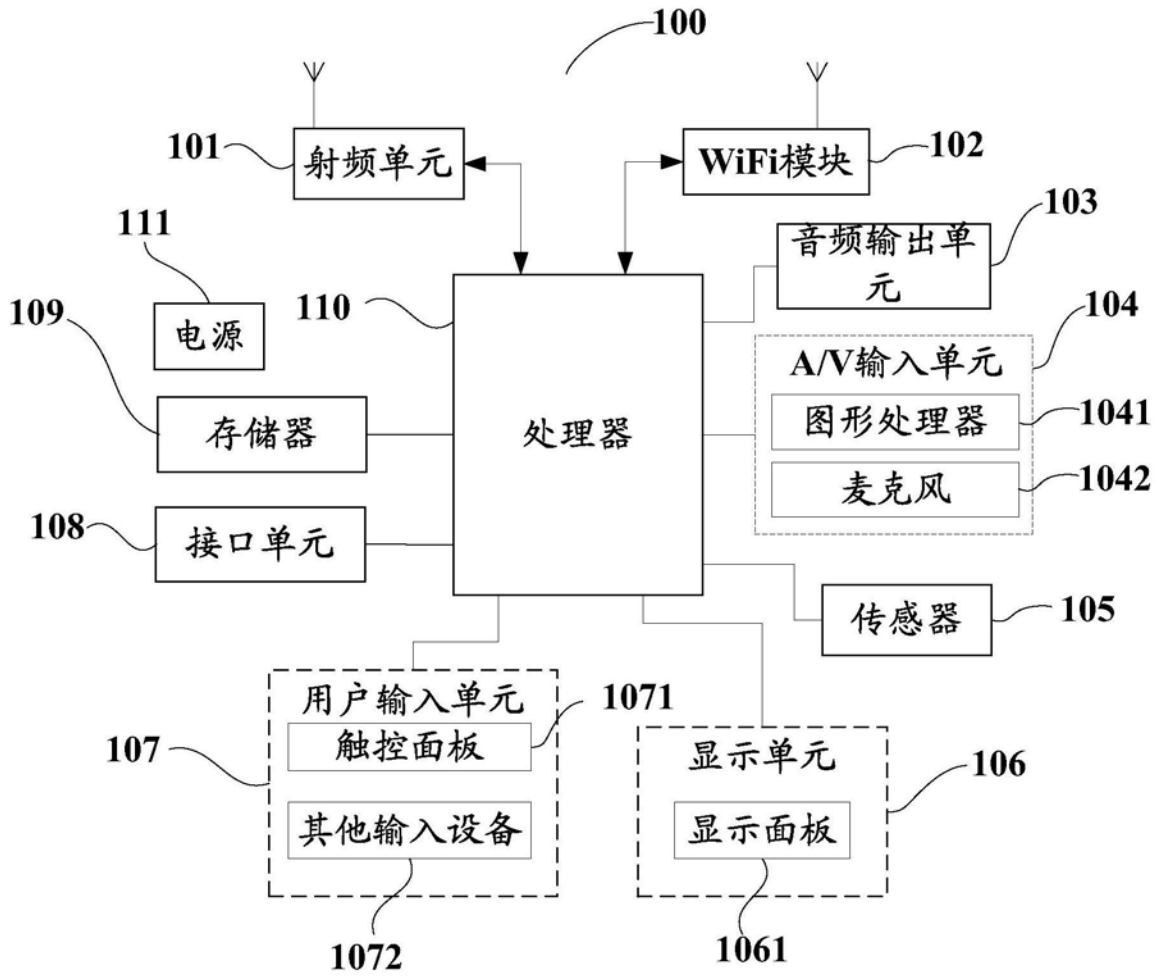 100
101
射频单元
WiFi模块
102
111
电源
103
音频输出单
元
110
109
存储器
处理器
104
A/V输入单元
图形处理器
1041
麦克风
1042
108
接口单元
传感器
105
用户输入单元
1071
触控面板
107
其他输入设备
1072
显示单元
106
显示面板
1061